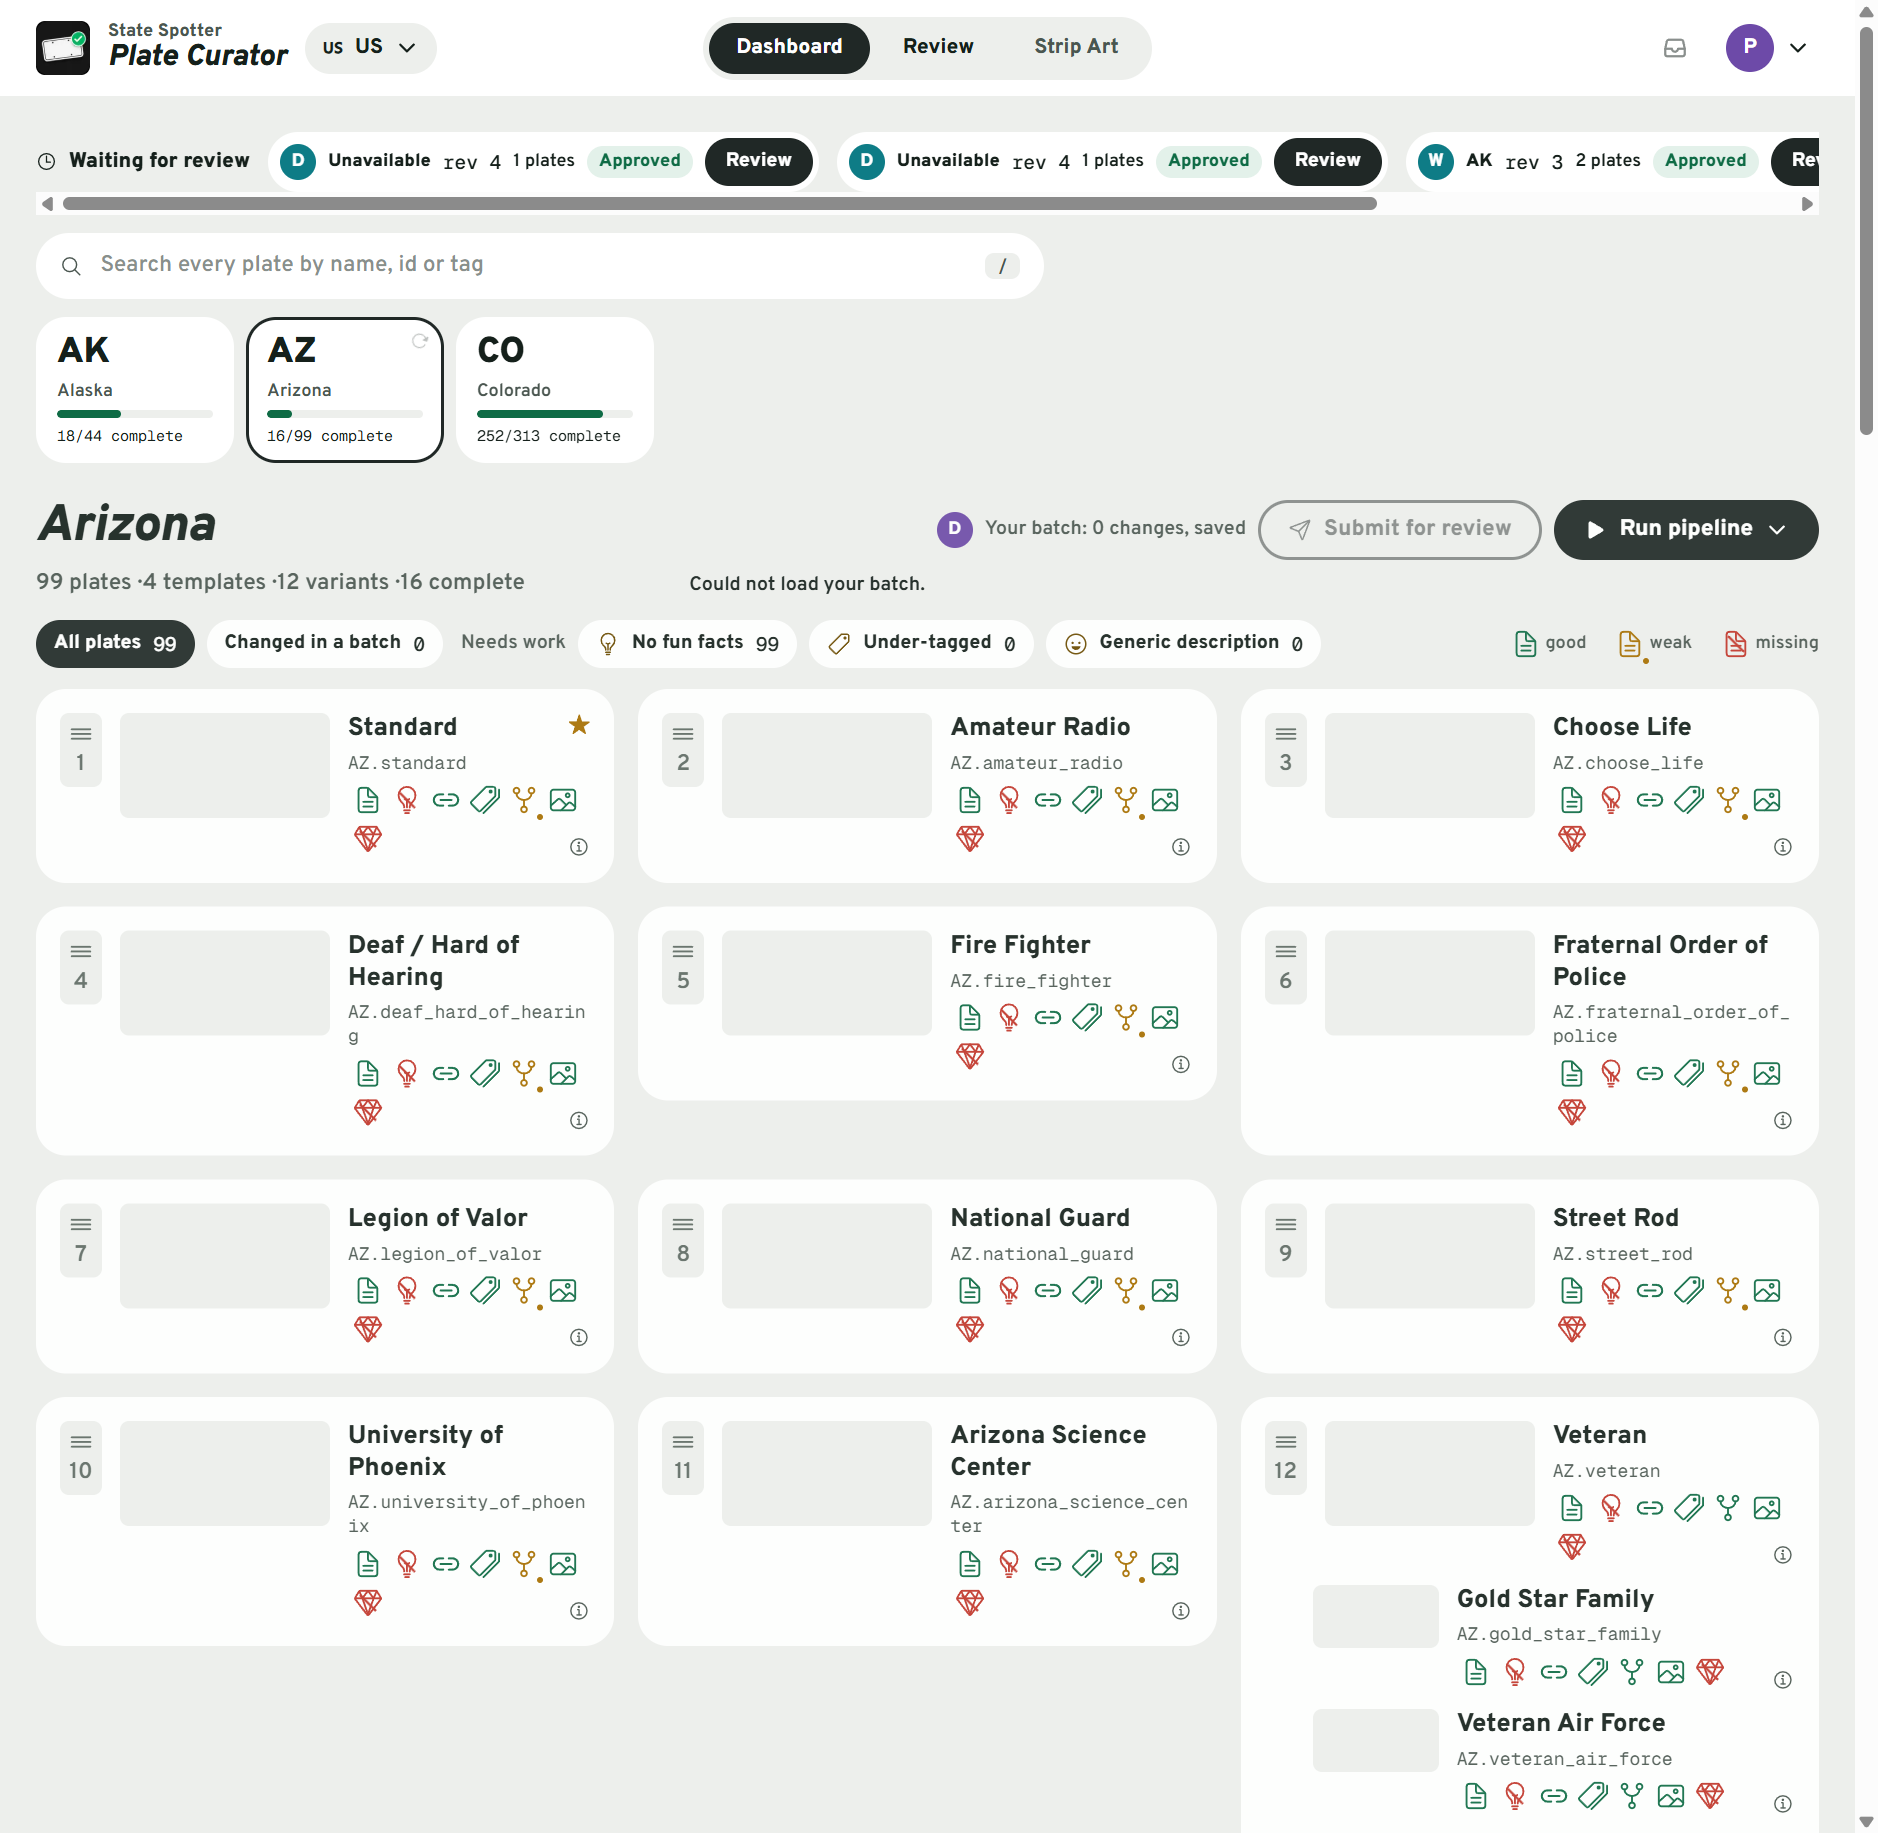 State Spotter
Plate Curator
US US
Dashboard
Review
Strip Art
P
Waiting for review
D Unavailable rev 4 1 plates Approved Review
D Unavailable rev 4 1 plates Approved Review
W AK rev 3 2 plates Approved Rev
Search every plate by name, id or tag
/
AK
Alaska
18/44 complete
AZ
Arizona
16/99 complete
CO
Colorado
252/313 complete
Arizona
D Your batch: 0 changes, saved
Submit for review
Run pipeline
99 plates ·4 templates ·12 variants ·16 complete
Could not load your batch.
All plates 99
Changed in a batch 0
Needs work
No fun facts 99
Under-tagged 0
Generic description 0
good
weak
missing
1
Standard
AZ.standard
2
Amateur Radio
AZ.amateur_radio
3
Choose Life
AZ.choose_life
4
Deaf / Hard of
Hearing
AZ.deaf_hard_of_hearin
g
5
Fire Fighter
AZ.fire_fighter
6
Fraternal Order of
Police
AZ.fraternal_order_of_
police
7
Legion of Valor
AZ.legion_of_valor
8
National Guard
AZ.national_guard
9
Street Rod
AZ.street_rod
10
University of
Phoenix
AZ.university_of_phoen
ix
11
Arizona Science
Center
AZ.arizona_science_cen
ter
12
Veteran
AZ.veteran
Gold Star Family
AZ.gold_star_family
Veteran Air Force
AZ.veteran_air_force